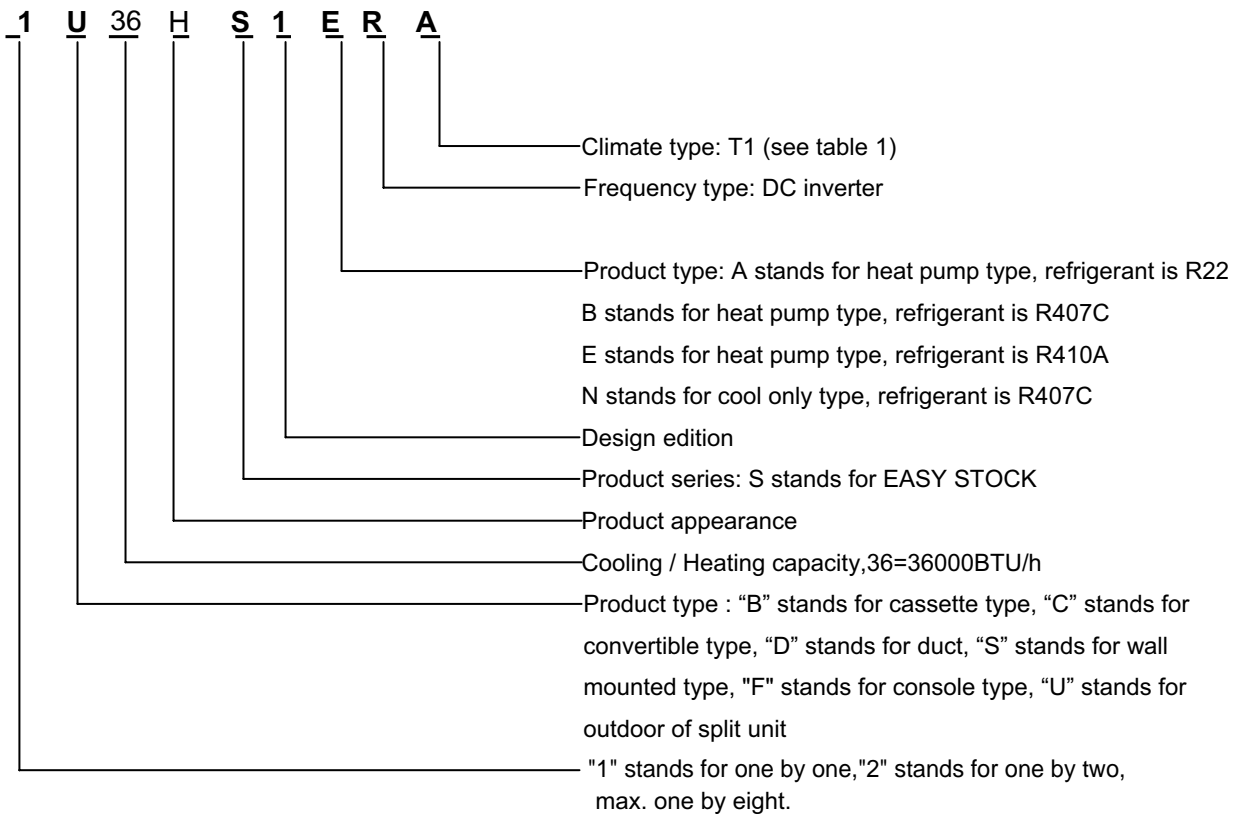 1 U 36 H S 1 E R A
Climate type: T1 (see table 1)
Frequency type: DC inverter
Product type: A stands for heat pump type, refrigerant is R22
B stands for heat pump type, refrigerant is R407C
E stands for heat pump type, refrigerant is R410A
N stands for cool only type, refrigerant is R407C
Design edition
Product series: S stands for EASY STOCK
Product appearance
Cooling / Heating capacity,36=36000BTU/h
Product type : “B” stands for cassette type, “C” stands for
convertible type, “D” stands for duct, “S” stands for wall
mounted type, "F" stands for console type, “U” stands for
outdoor of split unit
"1" stands for one by one,"2" stands for one by two,
max. one by eight.